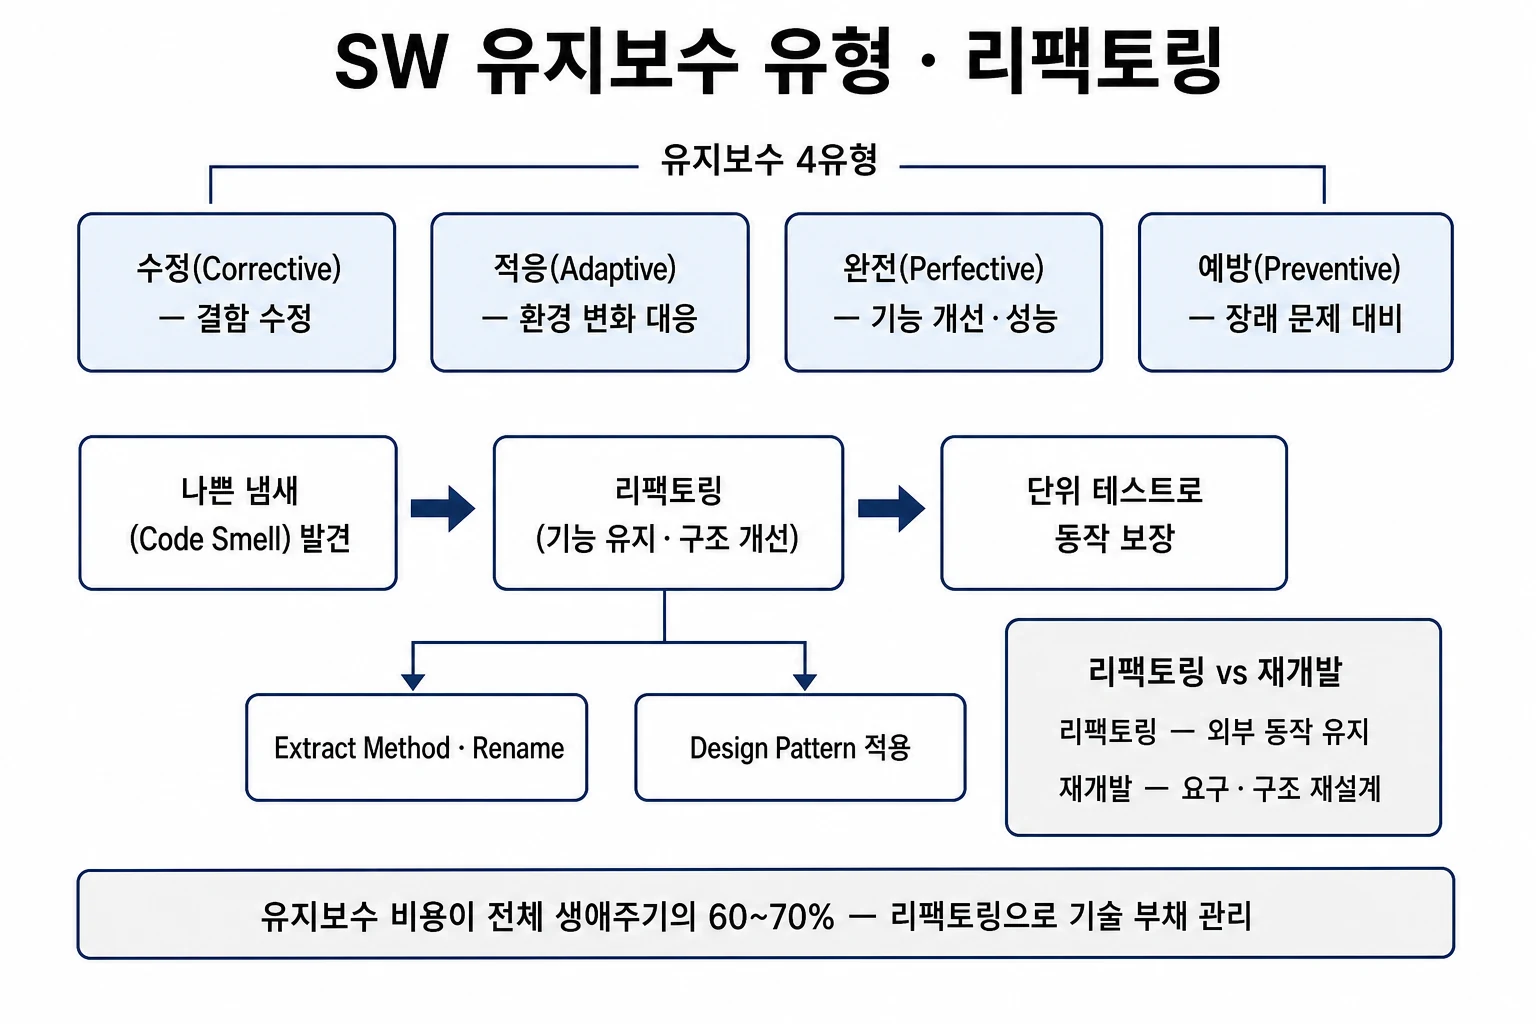 SW 유지보수 유형 · 리팩토링
유지보수 4유형
수정(Corrective)
— 결함 수정
적응(Adaptive)
— 환경 변화 대응
완전(Perfective)
— 기능 개선 · 성능
예방(Preventive)
— 장래 문제 대비
나쁜 냄새
(Code Smell) 발견
리팩토링
(기능 유지 · 구조 개선)
단위 테스트로
동작 보장
Extract Method · Rename
Design Pattern 적용
리팩토링 vs 재개발
리팩토링 — 외부 동작 유지
재개발 — 요구 · 구조 재설계
유지보수 비용이 전체 생애주기의 60~70% — 리팩토링으로 기술 부채 관리